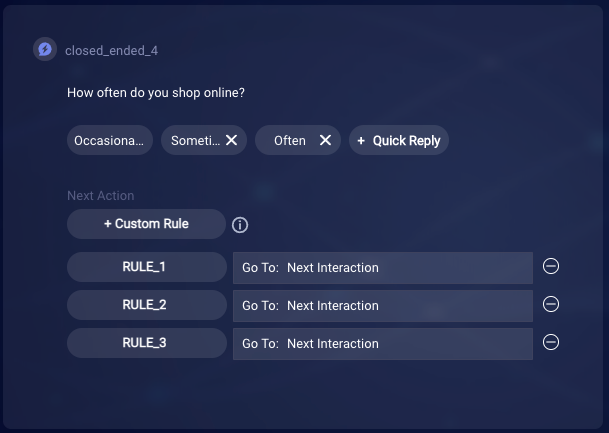 closed_ended_4
How often do you shop online?
Occasiona...
Someti...
Often
+ Quick Reply
Next Action
+ Custom Rule
RULE_1 Go To: Next Interaction
RULE_2 Go To: Next Interaction
RULE_3 Go To: Next Interaction